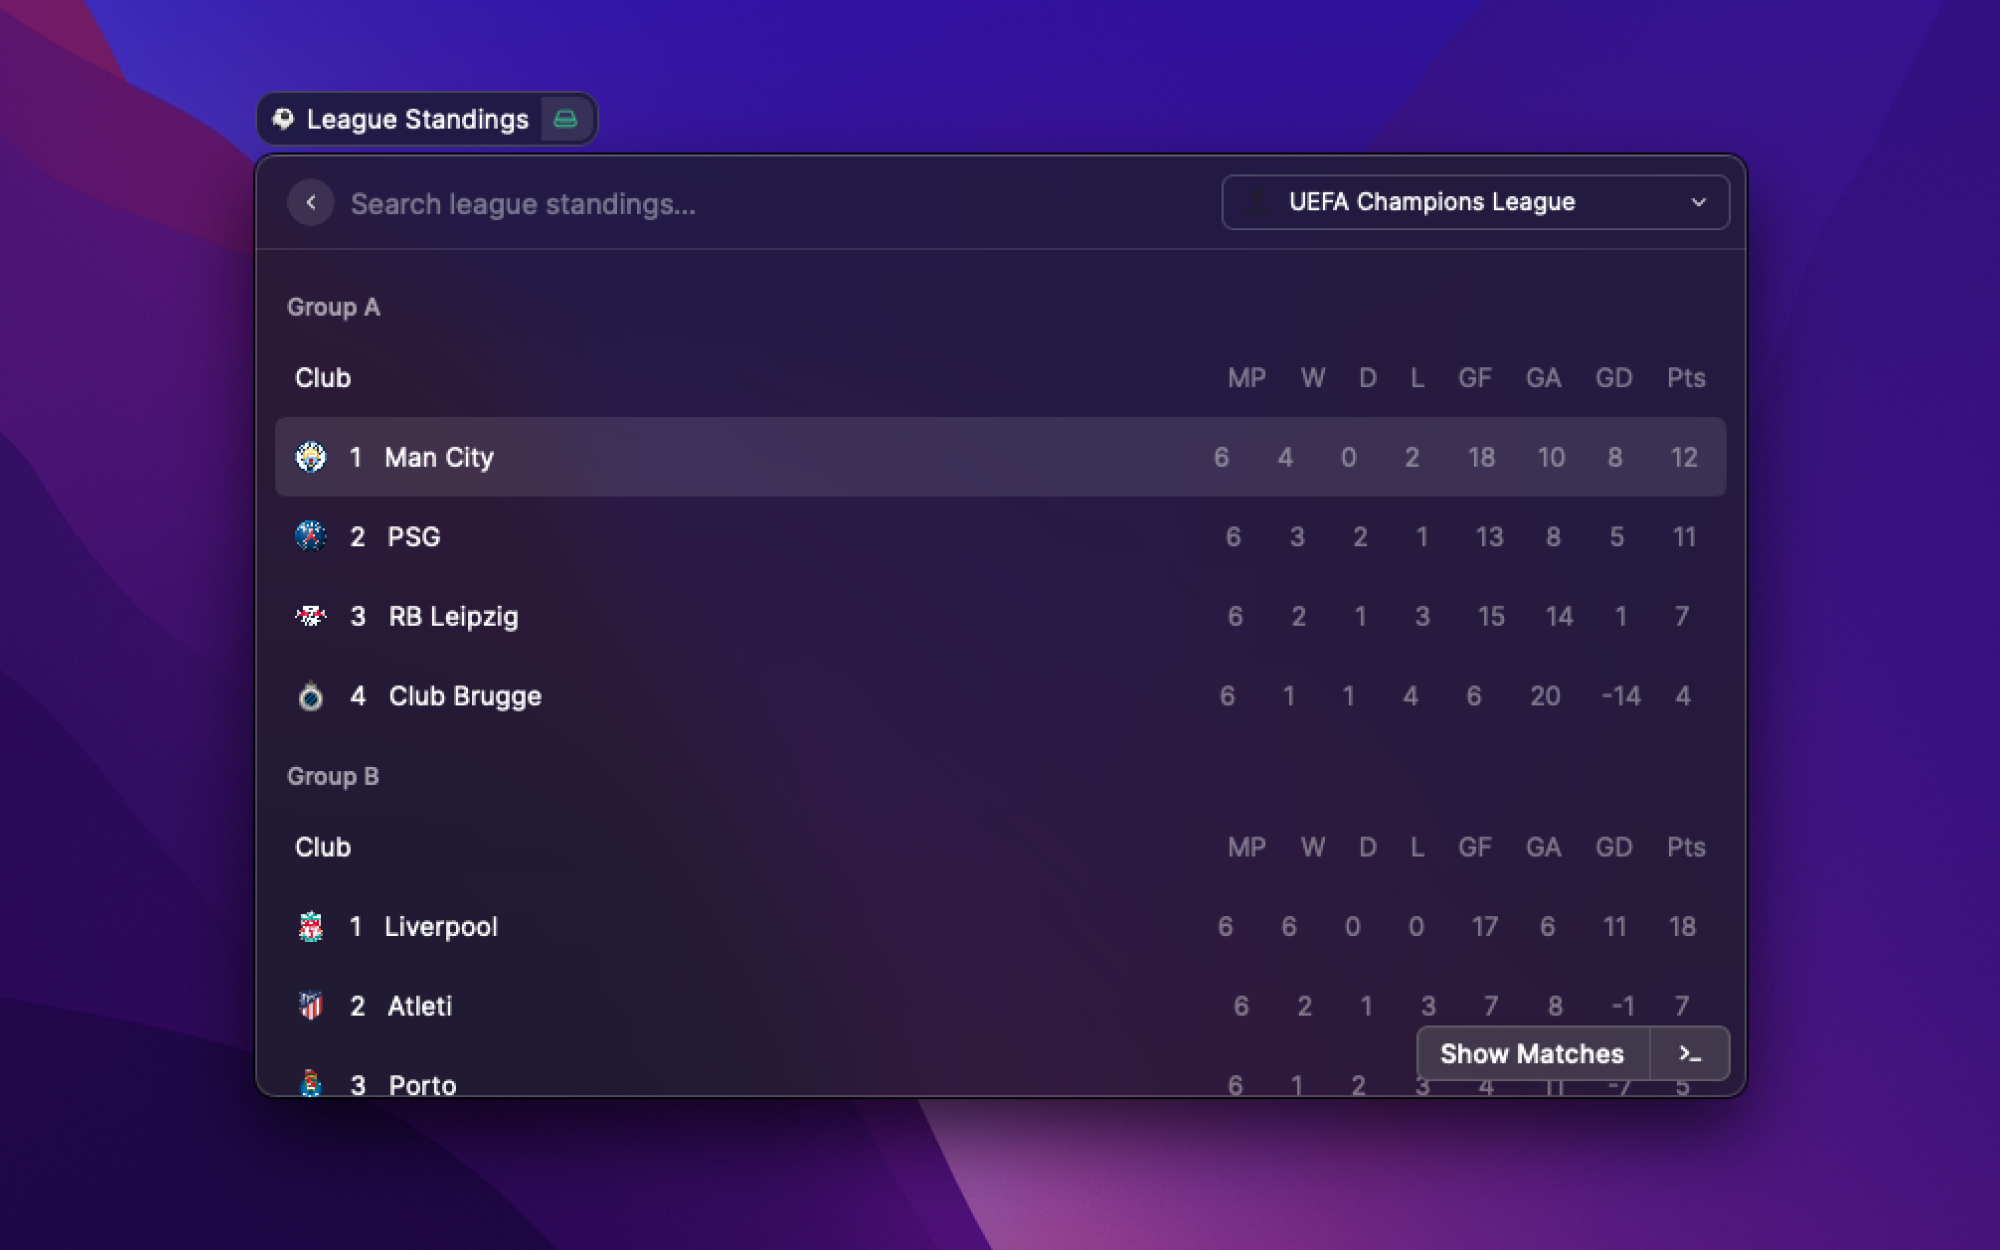 League Standings
Search league standings...
UEFA Champions League
Group A
Club MP W D L GF GA GD Pts
1 Man City 6 4 0 2 18 10 8 12
2 PSG 6 3 2 1 13 8 5 11
3 RB Leipzig 6 2 1 3 15 14 1 7
4 Club Brugge 6 1 1 4 6 20 -14 4
Group B
Club MP W D L GF GA GD Pts
1 Liverpool 6 6 0 0 17 6 11 18
2 Atleti 6 2 1 3 7 8 -1 7
Show Matches >_
3 Porto 6 1 2 3 4 11 -7 5